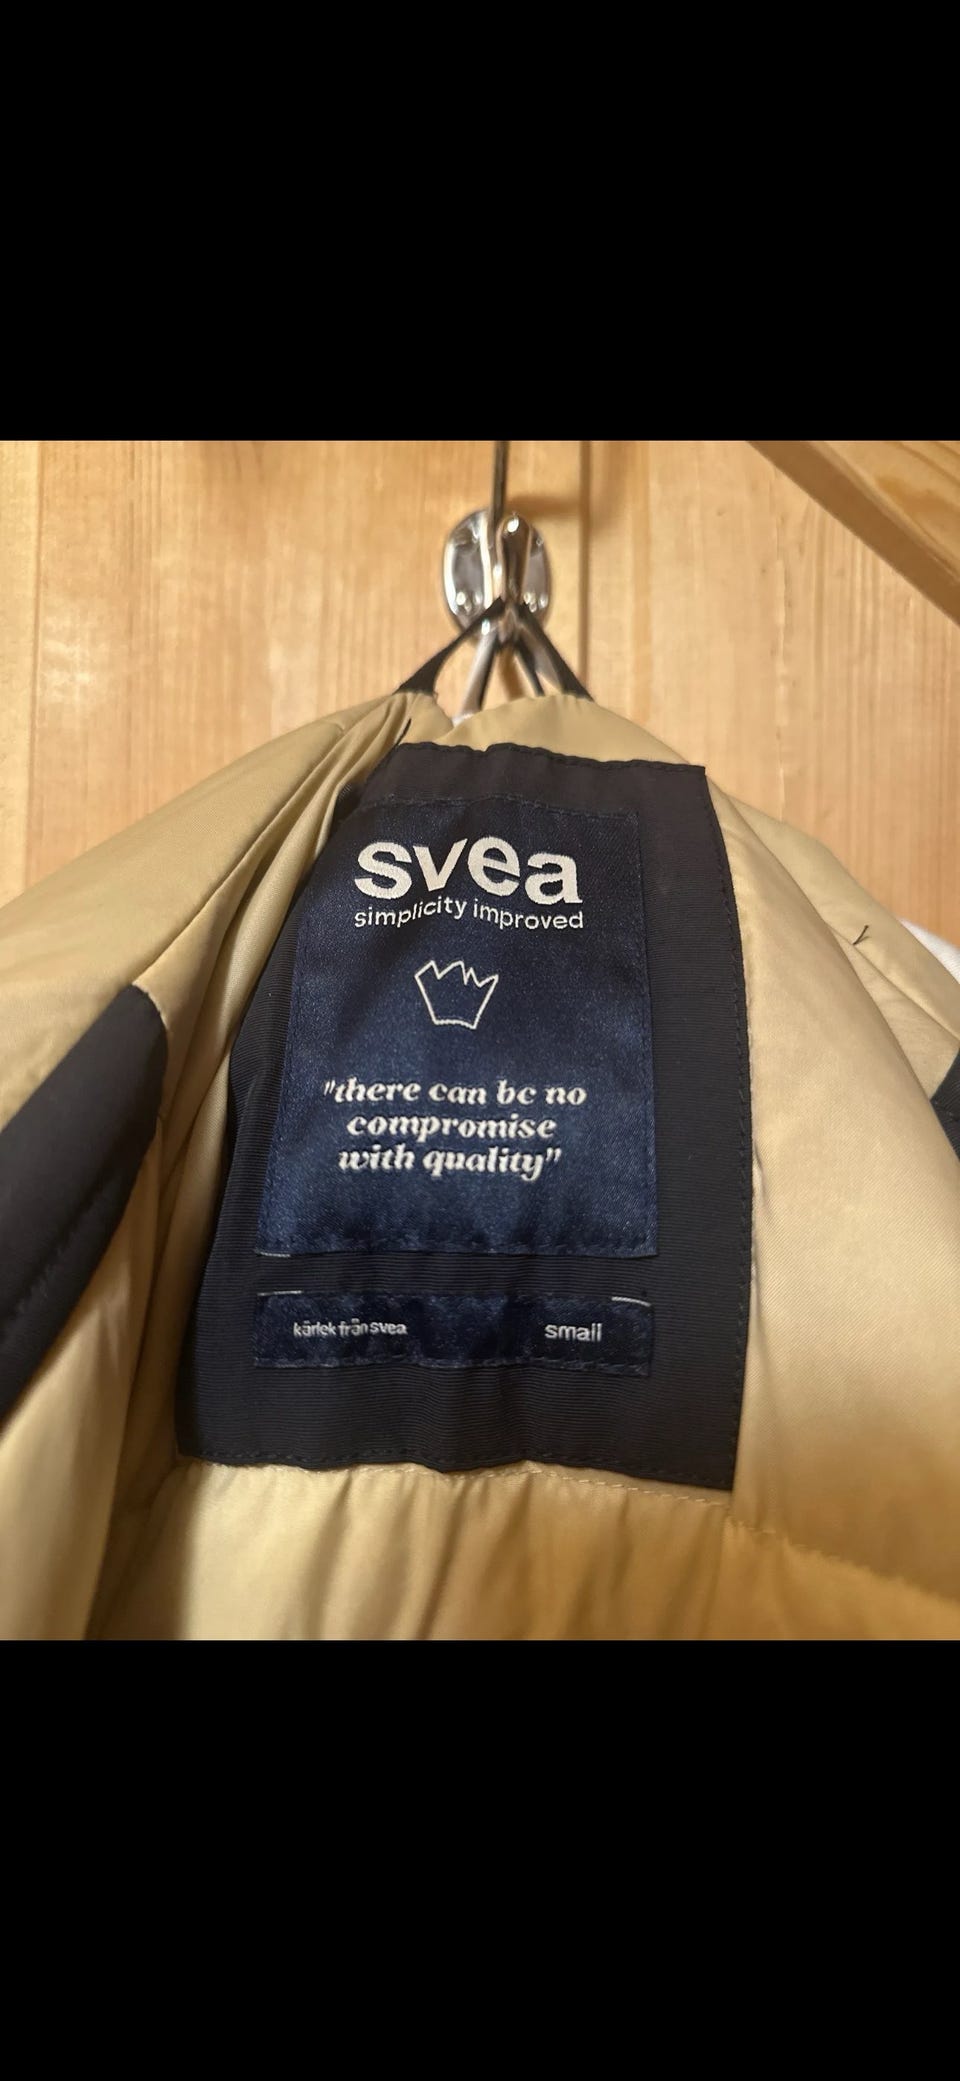 svea
simplicity improved
"there can be no
compromise
with quality"
kärlek från svea
small